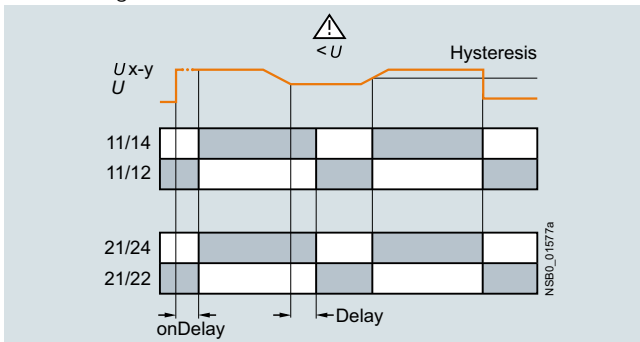 < U
Hysteresis
U x-y
U
11/14
11/12
21/24
21/22
onDelay
Delay
NSB0_01577a